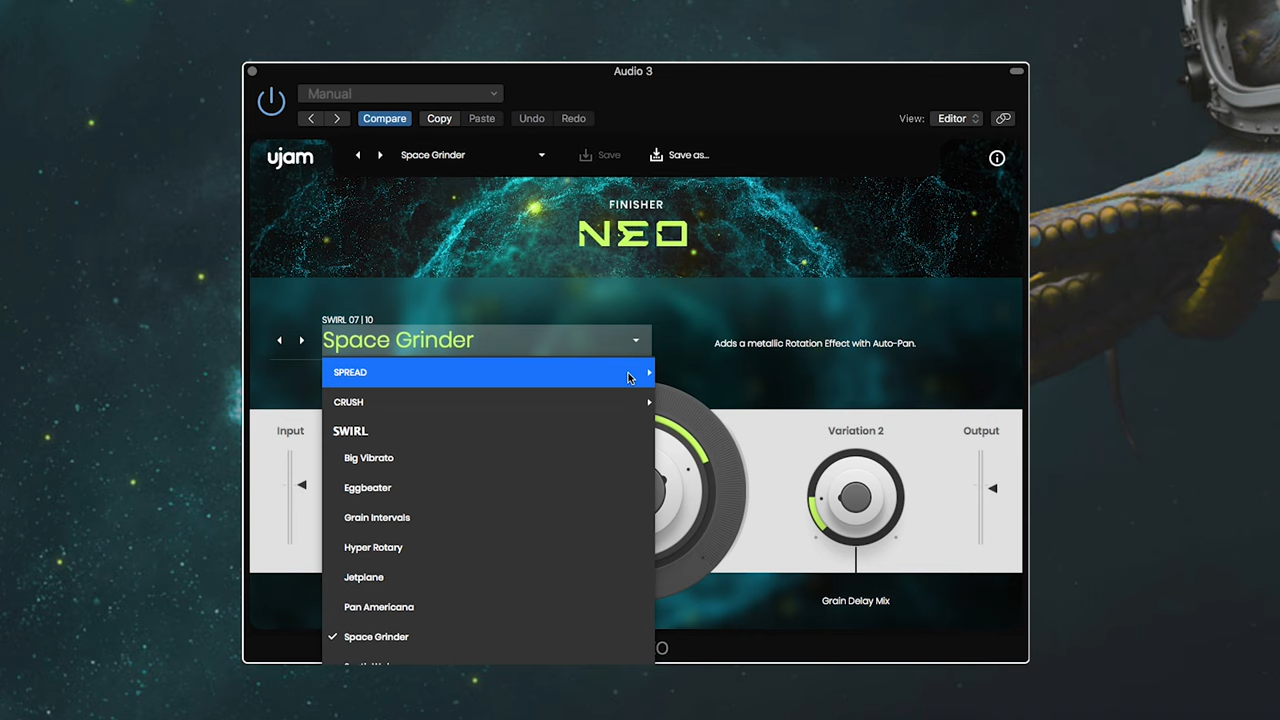 Audio 3
Manual
Compare
Copy
Paste
Undo
Redo
View:
Editor
ujam
Space Grinder
Save
Save as...
FINISHER
NEO
SWIRL 07 | 10
Space Grinder
Adds a metallic Rotation Effect with Auto-Pan.
SPREAD
CRUSH
SWIRL
Big Vibrato
Eggbeater
Grain Intervals
Hyper Rotary
Jetplane
Pan Americana
Space Grinder
Input
Variation 2
Output
Grain Delay Mix